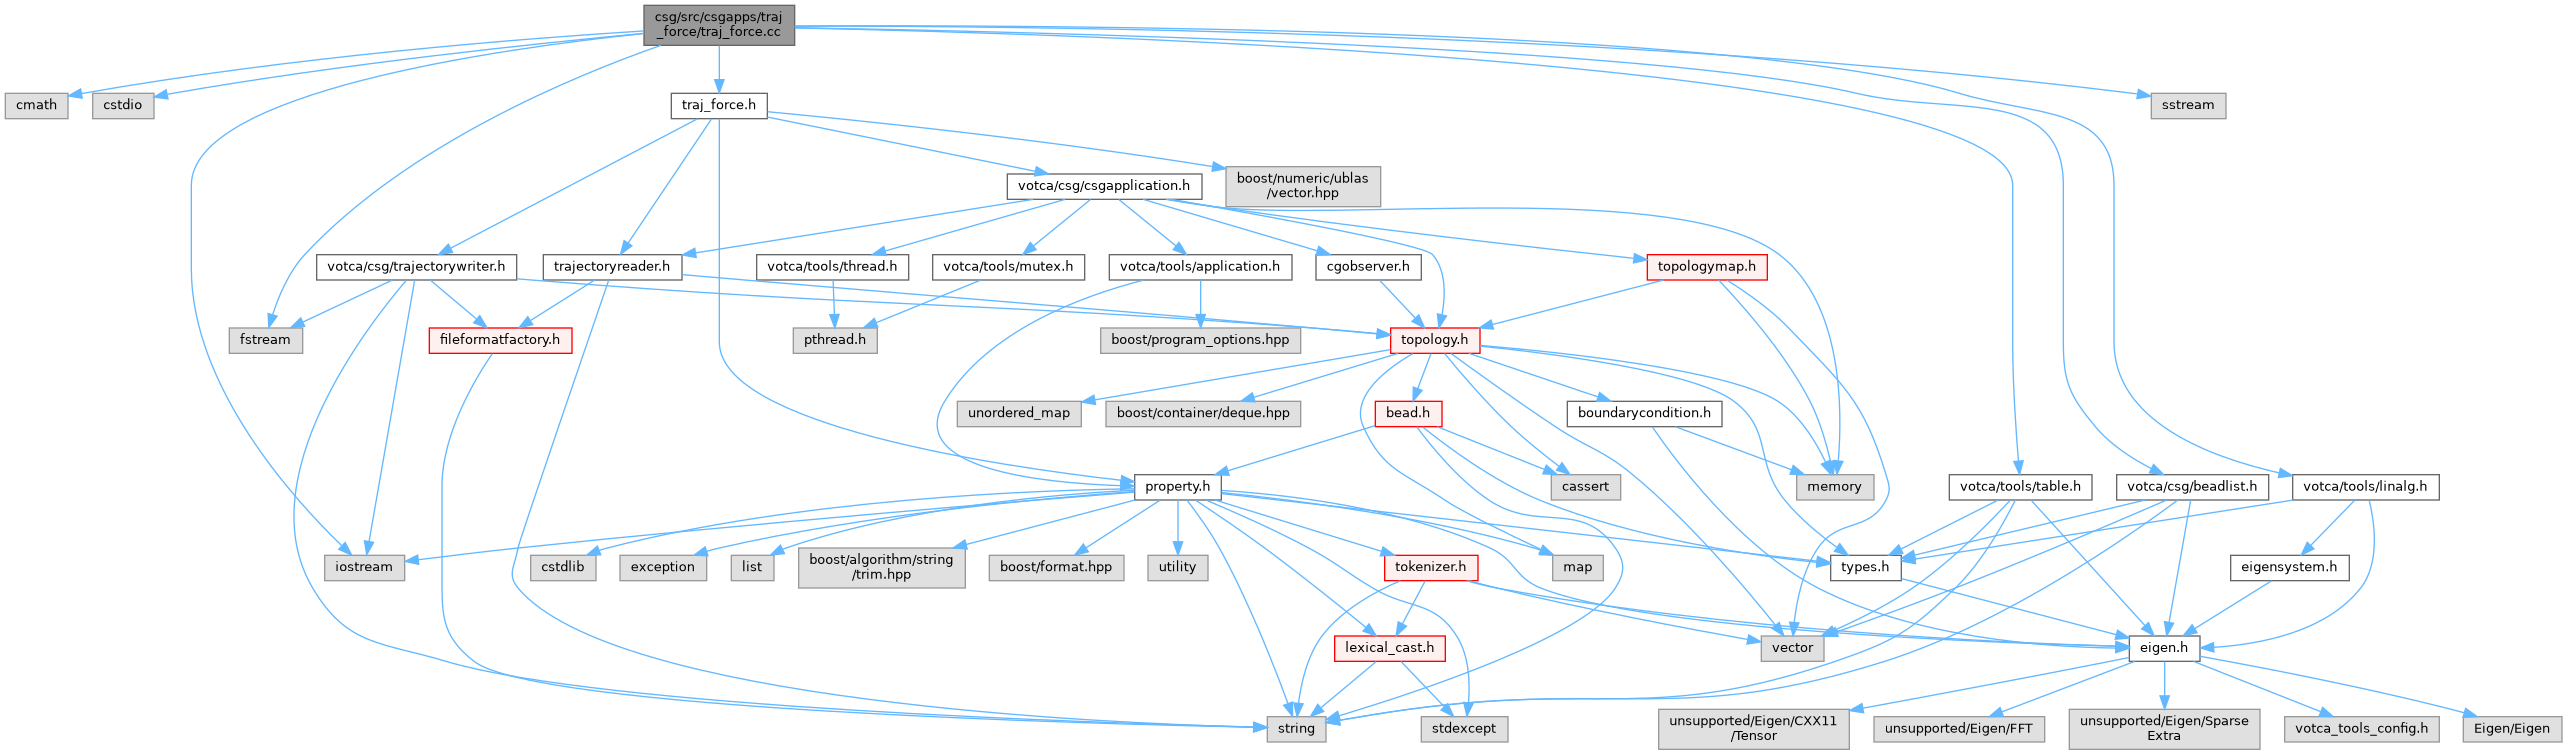 csg/src/csgapps/traj
_force/traj_force.cc
cmath
cstdio
traj_force.h
sstream
votca/csg/csgapplication.h
boost/numeric/ublas
/vector.hpp
votca/csg/trajectorywriter.h
trajectoryreader.h
votca/tools/thread.h
votca/tools/mutex.h
votca/tools/application.h
cgobserver.h
topologymap.h
fstream
fileformatfactory.h
pthread.h
boost/program_options.hpp
topology.h
unordered_map
boost/container/deque.hpp
bead.h
boundarycondition.h
property.h
cassert
memory
votca/tools/table.h
votca/csg/beadlist.h
votca/tools/linalg.h
iostream
cstdlib
exception
list
boost/algorithm/string
/trim.hpp
boost/format.hpp
utility
tokenizer.h
map
types.h
eigensystem.h
lexical_cast.h
vector
eigen.h
string
stdexcept
unsupported/Eigen/CXX11
/Tensor
unsupported/Eigen/FFT
unsupported/Eigen/Sparse
Extra
votca_tools_config.h
Eigen/Eigen